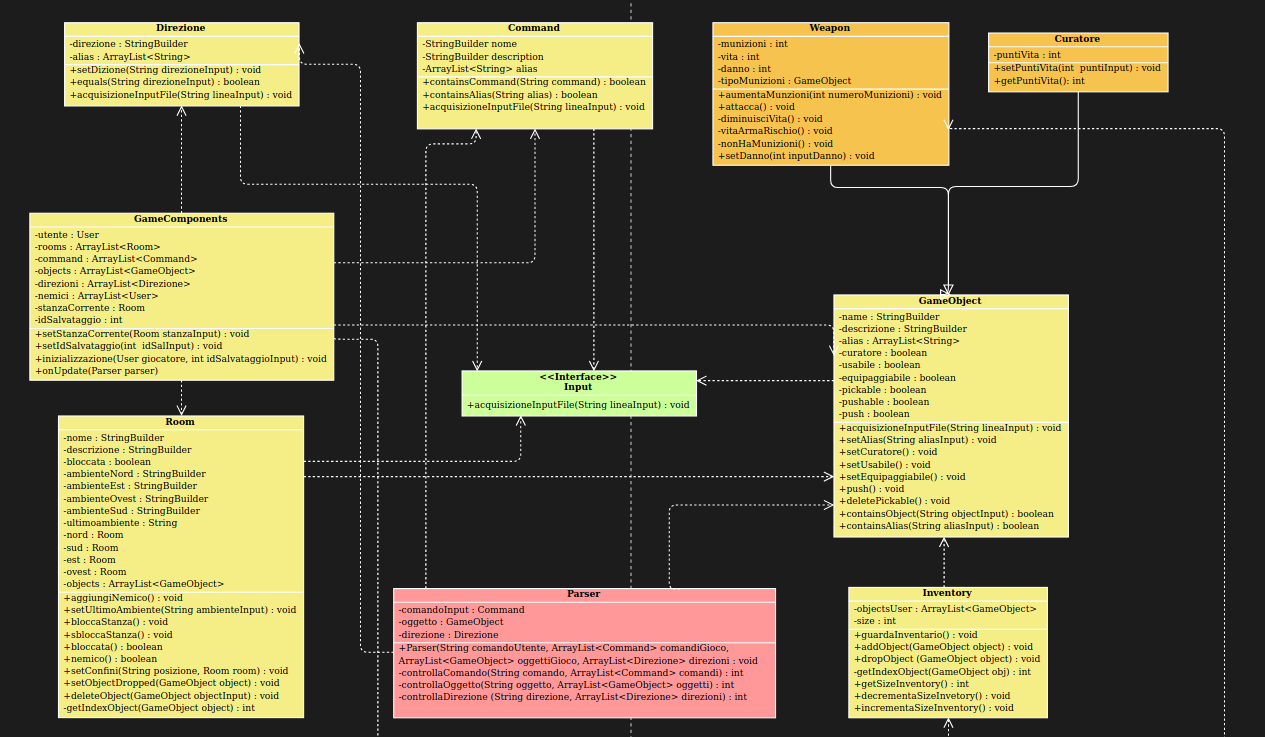 Direzione
-direzione : StringBuilder
-alias : ArrayList<String>
+setDizione(String direzioneInput) : void
+equals(String direzioneInput) : boolean
+acquisizioneInputFile(String lineaInput) : void
Command
-StringBuilder nome
-StringBuilder description
-ArrayList<String> alias
+containsCommand(String command) : boolean
+containsAlias(String alias) : boolean
+acquisizioneInputFile(String lineaInput) : void
Weapon
-munizioni : int
-vita : int
-danno : int
-tipoMunizioni : GameObject
+aumentaMunzioni(int numeroMunizioni) : void
+attacca() : void
-diminuisciVita() : void
-vitaArmaRischio() : void
-nonHaMunizioni() : void
+setDanno(int inputDanno) : void
Curatore
-puntiVita : int
+setPuntiVita(int  puntiInput) : void
+getPuntiVita(): int
GameComponents
-utente : User
-rooms : ArrayList<Room>
-command : ArrayList<Command>
-objects : ArrayList<GameObject>
-direzioni : ArrayList<Direzione>
-nemici : ArrayList<User>
-stanzaCorrente : Room
-idSalvataggio : int
+setStanzaCorrente(Room stanzaInput) : void
+setIdSalvataggio(int  idSalInput) : void
+inizializzazione(User giocatore, int idSalvataggioInput) : void
+onUpdate(Parser parser)
<<Interface>>
Input
+acquisizioneInputFile(String lineaInput) : void
GameObject
-name : StringBuilder
-descrizione : StringBuilder
-alias : ArrayList<String>
-curatore : boolean
-usabile : boolean
-equipaggiabile : boolean
-pickable : boolean
-pushable : boolean
-push : boolean
+acquisizioneInputFile(String lineaInput) : void
+setAlias(String aliasInput) : void
+setCuratore() : void
+setUsabile() : void
+setEquipaggiabile() : void
+push() : void
+deletePickable() : void
+containsObject(String objectInput) : boolean
+containsAlias(String aliasInput) : boolean
Room
-nome : StringBuilder
-descrizione : StringBuilder
-bloccata : boolean
-ambienteNord : StringBuilder
-ambienteEst : StringBuilder
-ambienteOvest : StringBuilder
-ambienteSud : StringBuilder
-ultimoambiente : String
-nord : Room
-sud : Room
-est : Room
-ovest : Room
-objects : ArrayList<GameObject>
+aggiungiNemico() : void
+setUltimoAmbiente(String ambienteInput) : void
+bloccaStanza() : void
+sbloccaStanza() : void
+bloccata() : boolean
+nemico() : boolean
+setConfini(String posizione, Room room) : void
+setObjectDropped(GameObject object) : void
+deleteObject(GameObject objectInput) : void
-getIndexObject(GameObject object) : int
Parser
-comandoInput : Command
-oggetto : GameObject
-direzione : Direzione
+Parser(String comandoUtente, ArrayList<Command> comandiGioco,
ArrayList<GameObject> oggettiGioco, ArrayList<Direzione> direzioni : void
-controllaComando(String comando, ArrayList<Command> comandi) : int
-controllaOggetto(String oggetto, ArrayList<GameObject> oggetti) : int
-controllaDirezione (String direzione, ArrayList<Direzione> direzioni) : int
Inventory
-objectsUser : ArrayList<GameObject>
-size : int
+guardaInventario() : void
+addObject(GameObject object) : void
+dropObject (GameObject object) : void
-getIndexObject(GameObject obj) : int
+getSizeInventory() : int
+decrementaSizeInvetory() : void
+incrementaSizeInventory() : void